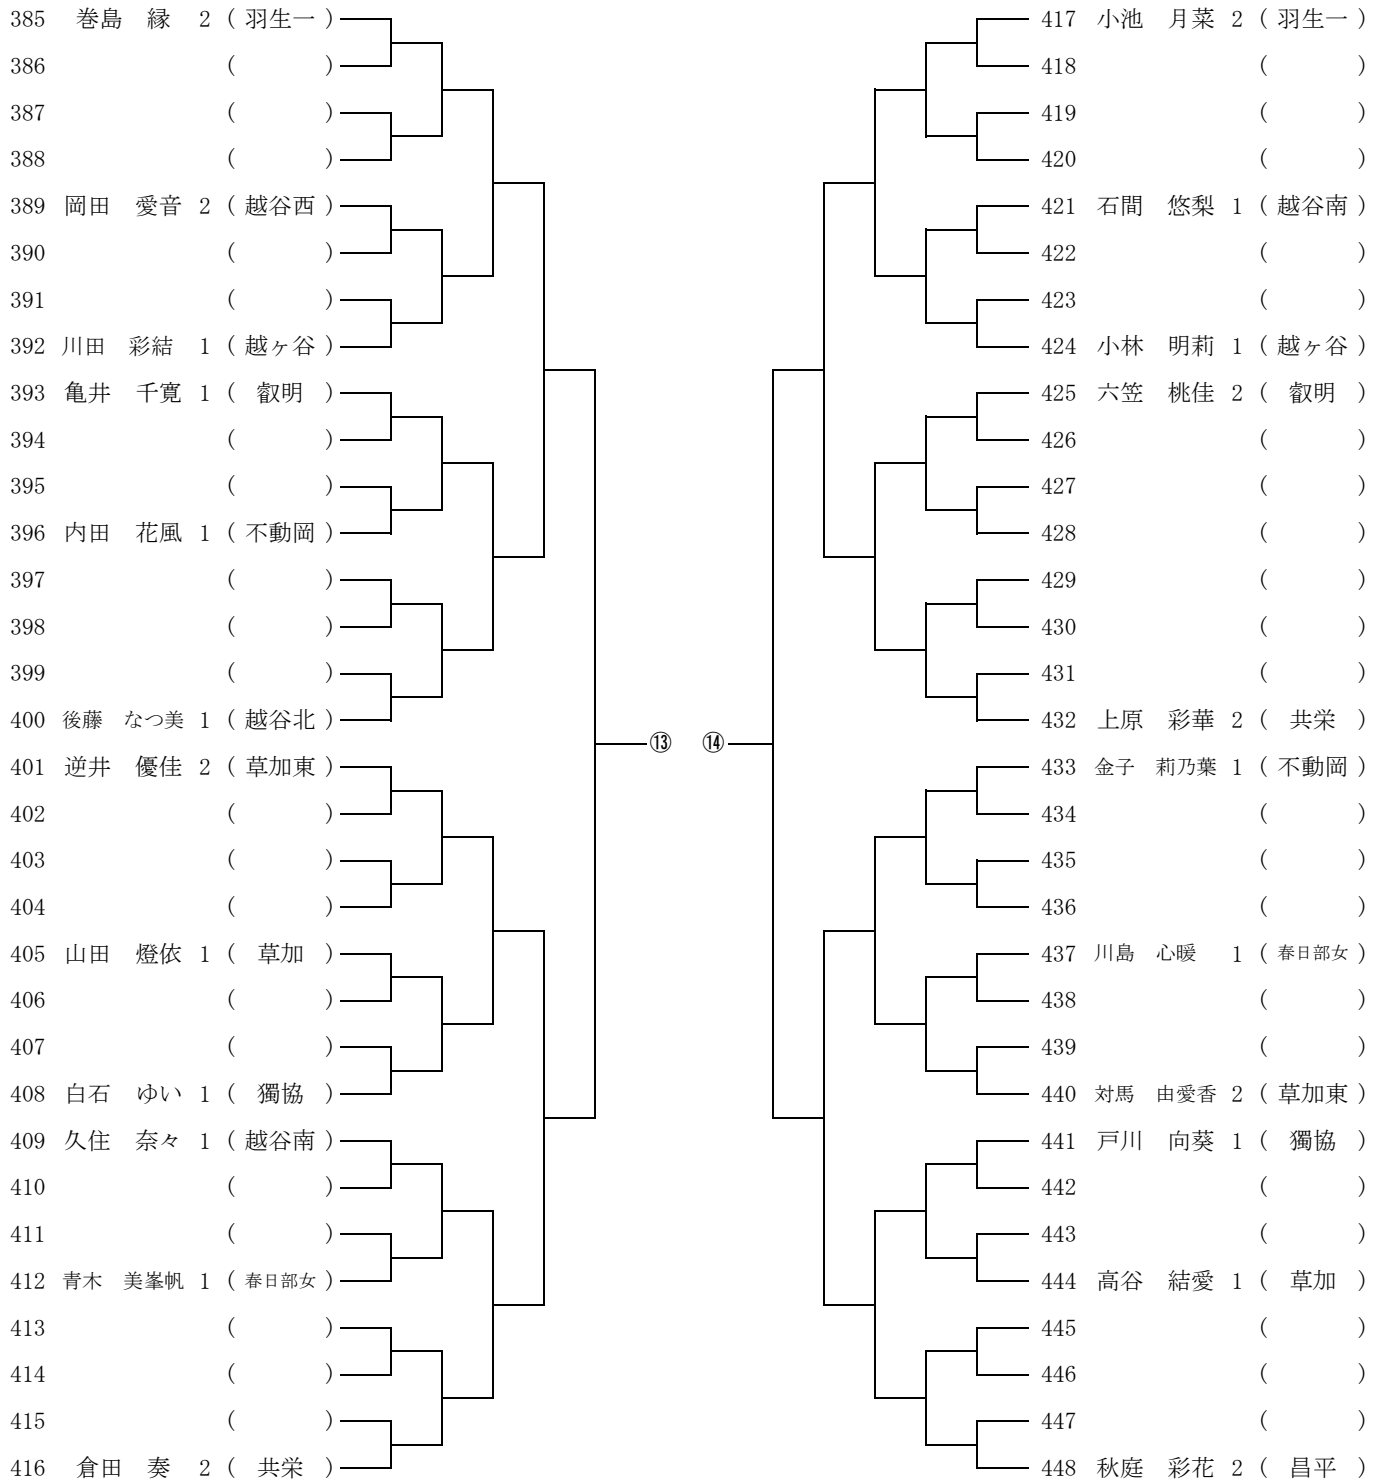 385 巻島 縁 2 ( 羽生一 )
386 ( )
387 ( )
388 ( )
389 岡田 愛音 2 ( 越谷西 )
390 ( )
391 ( )
392 川田 彩結 1 ( 越ヶ谷 )
393 亀井 千寛 1 ( 叡明 )
394 ( )
395 ( )
396 内田 花風 1 ( 不動岡 )
397 ( )
398 ( )
399 ( )
400 後藤 なつ美 1 ( 越谷北 )
401 逆井 優佳 2 ( 草加東 )
402 ( )
403 ( )
404 ( )
405 山田 燈依 1 ( 草加 )
406 ( )
407 ( )
408 白石 ゆい 1 ( 獨協 )
409 久住 奈々 1 ( 越谷南 )
410 ( )
411 ( )
412 青木 美峯帆 1 ( 春日部女 )
413 ( )
414 ( )
415 ( )
416 倉田 奏 2 ( 共栄 )
⑬ ⑭
417 小池 月菜 2 ( 羽生一 )
418 ( )
419 ( )
420 ( )
421 石間 悠梨 1 ( 越谷南 )
422 ( )
423 ( )
424 小林 明莉 1 ( 越ヶ谷 )
425 六笠 桃佳 2 ( 叡明 )
426 ( )
427 ( )
428 ( )
429 ( )
430 ( )
431 ( )
432 上原 彩華 2 ( 共栄 )
433 金子 莉乃葉 1 ( 不動岡 )
434 ( )
435 ( )
436 ( )
437 川島 心暖 1 ( 春日部女 )
438 ( )
439 ( )
440 対馬 由愛香 2 ( 草加東 )
441 戸川 向葵 1 ( 獨協 )
442 ( )
443 ( )
444 高谷 結愛 1 ( 草加 )
445 ( )
446 ( )
447 ( )
448 秋庭 彩花 2 ( 昌平 )